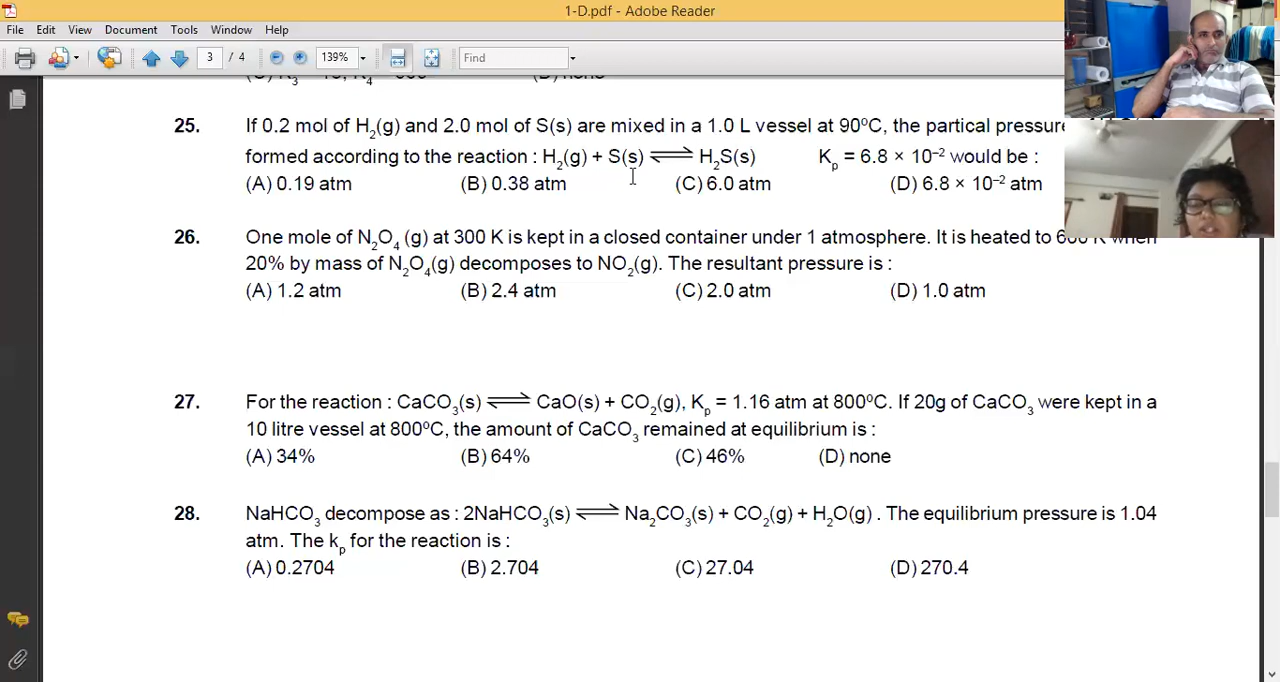 1-D.pdf - Adobe Reader
File Edit View Document Tools Window Help
3 / 4 139% Find
(D) none
25. If 0.2 mol of H2(g) and 2.0 mol of S(s) are mixed in a 1.0 L vessel at 90ºC, the partical pressure
formed according to the reaction : H2(g) + S(s) ⇌ H2S(s) Kp = 6.8 × 10–2 would be :
(A) 0.19 atm (B) 0.38 atm (C) 6.0 atm (D) 6.8 × 10–2 atm
26. One mole of N2O4 (g) at 300 K is kept in a closed container under 1 atmosphere. It is heated to
20% by mass of N2O4(g) decomposes to NO2(g). The resultant pressure is :
(A) 1.2 atm (B) 2.4 atm (C) 2.0 atm (D) 1.0 atm
27. For the reaction : CaCO3(s) ⇌ CaO(s) + CO2(g), Kp = 1.16 atm at 800ºC. If 20g of CaCO3 were kept in a
10 litre vessel at 800ºC, the amount of CaCO3 remained at equilibrium is :
(A) 34% (B) 64% (C) 46% (D) none
28. NaHCO3 decompose as : 2NaHCO3(s) ⇌ Na2CO3(s) + CO2(g) + H2O(g) . The equilibrium pressure is 1.04
atm. The kp for the reaction is :
(A) 0.2704 (B) 2.704 (C) 27.04 (D) 270.4